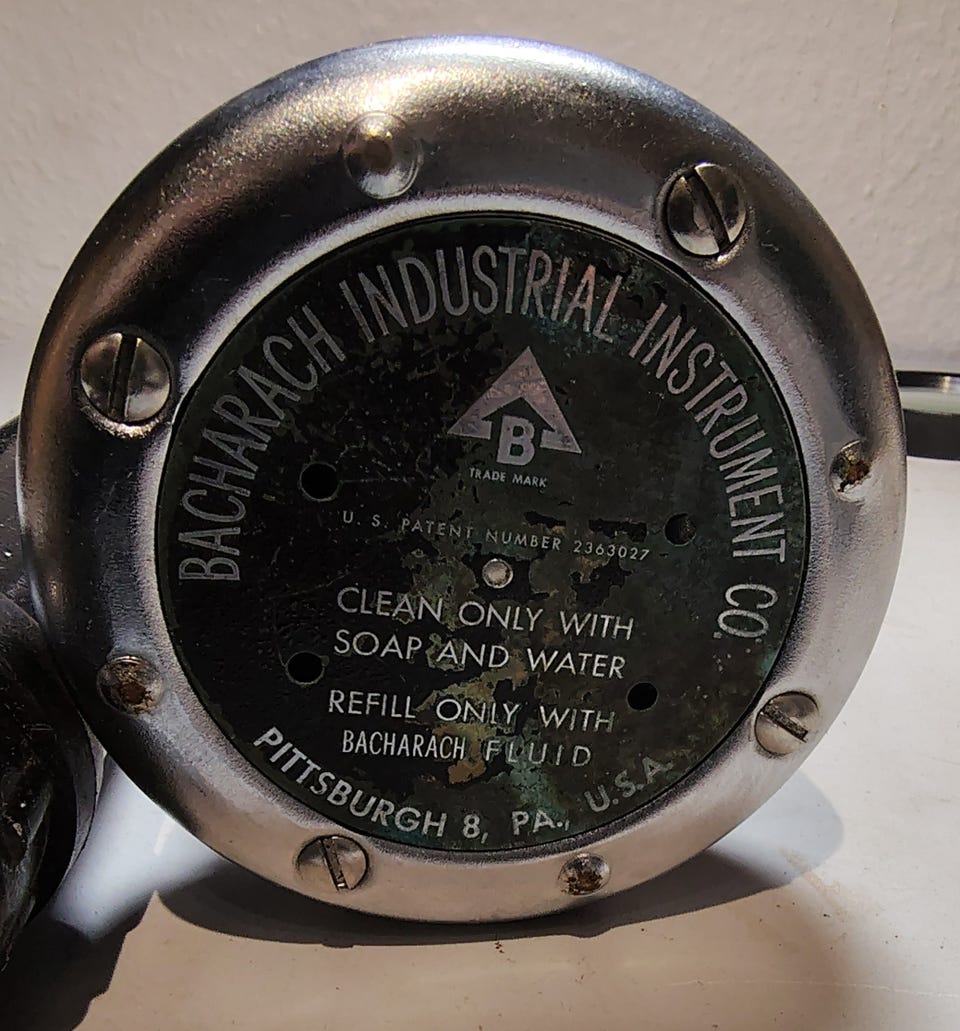 BACHARACH INDUSTRIAL INSTRUMENT CO.
B
TRADE MARK
U. S. PATENT NUMBER 2363027
CLEAN ONLY WITH
SOAP AND WATER
REFILL ONLY WITH
BACHARACH FLUID
PITTSBURGH 8, PA., U.S.A.